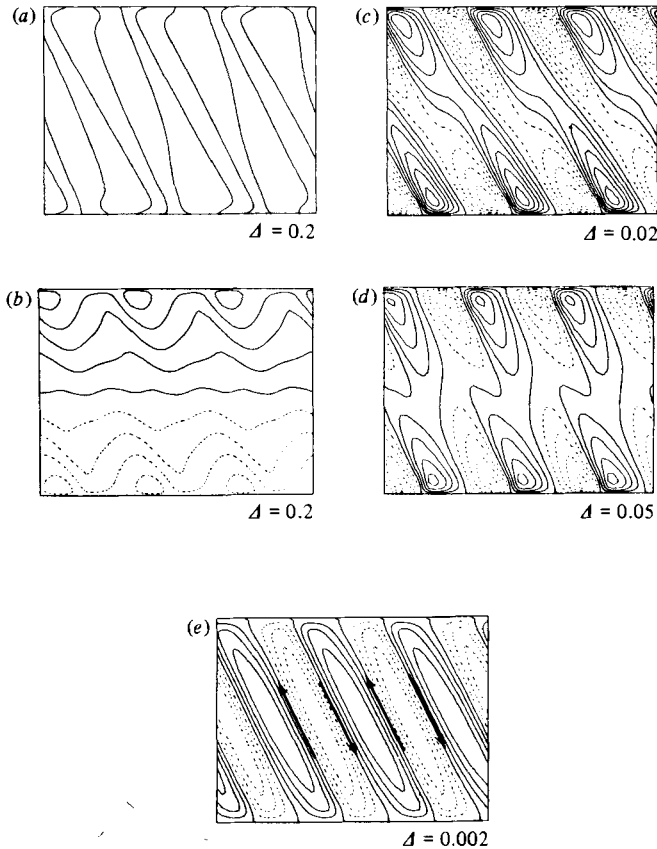 (a)
Δ = 0.2
(b)
Δ = 0.2
(c)
Δ = 0.02
(d)
Δ = 0.05
(e)
Δ = 0.002